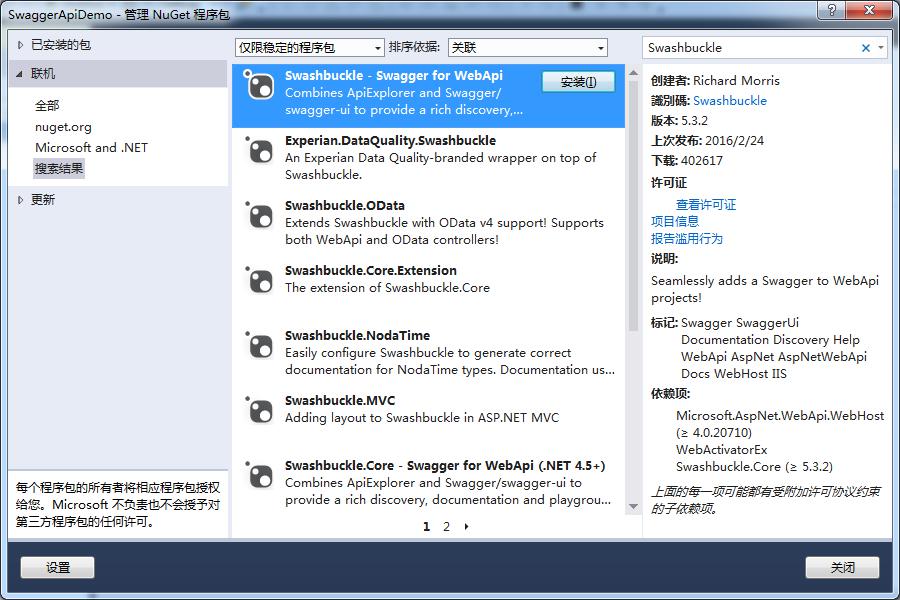 SwaggerApiDemo - 管理 NuGet 程序包
已安装的包
联机
全部
nuget.org
Microsoft and .NET
搜索结果
更新
每个程序包的所有者将相应程序包授权
给您。Microsoft 不负责也不会授予对
第三方程序包的任何许可。
仅限稳定的程序包 排序依据: 关联
Swashbuckle - Swagger for WebApi
安装(I)
Combines ApiExplorer and Swagger/
swagger-ui to provide a rich discovery,...
Experian.DataQuality.Swashbuckle
An Experian Data Quality-branded wrapper on top of
Swashbuckle.
Swashbuckle.OData
Extends Swashbuckle with OData v4 support! Supports
both WebApi and OData controllers!
Swashbuckle.Core.Extension
The extension of Swashbuckle.Core
Swashbuckle.NodaTime
Easily configure Swashbuckle to generate correct
documentation for NodaTime types. Documentation us...
Swashbuckle.MVC
Adding layout to Swashbuckle in ASP.NET MVC
Swashbuckle.Core - Swagger for WebApi (.NET 4.5+)
Combines ApiExplorer and Swagger/swagger-ui to
provide a rich discovery, documentation and playgrou...
1 2
Swashbuckle
创建者: Richard Morris
識別碼: Swashbuckle
版本: 5.3.2
上次发布: 2016/2/24
下载: 402617
许可证
查看许可证
项目信息
报告滥用行为
说明:
Seamlessly adds a Swagger to WebApi
projects!
标记: Swagger SwaggerUi
Documentation Discovery Help
WebApi AspNet AspNetWebApi
Docs WebHost IIS
依赖项:
Microsoft.AspNet.WebApi.WebHost
(≥ 4.0.20710)
WebActivatorEx
Swashbuckle.Core (≥ 5.3.2)
上面的每一项可能都有受附加许可协议约束
的子依赖项。
设置
关闭